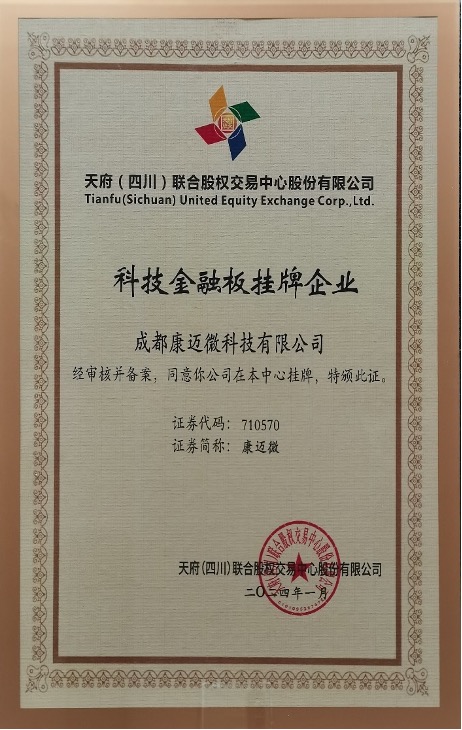 天府（四川）联合股权交易中心股份有限公司
Tianfu(Sichuan) United Equity Exchange Corp.,Ltd.
科技金融板挂牌企业
成都康迈微科技有限公司
经审核并备案，同意你公司在本中心挂牌，特颁此证。
证券代码：710570
证券简称：康迈微
天府(四川)联合股权交易中心股份有限公司
二〇二四年一月